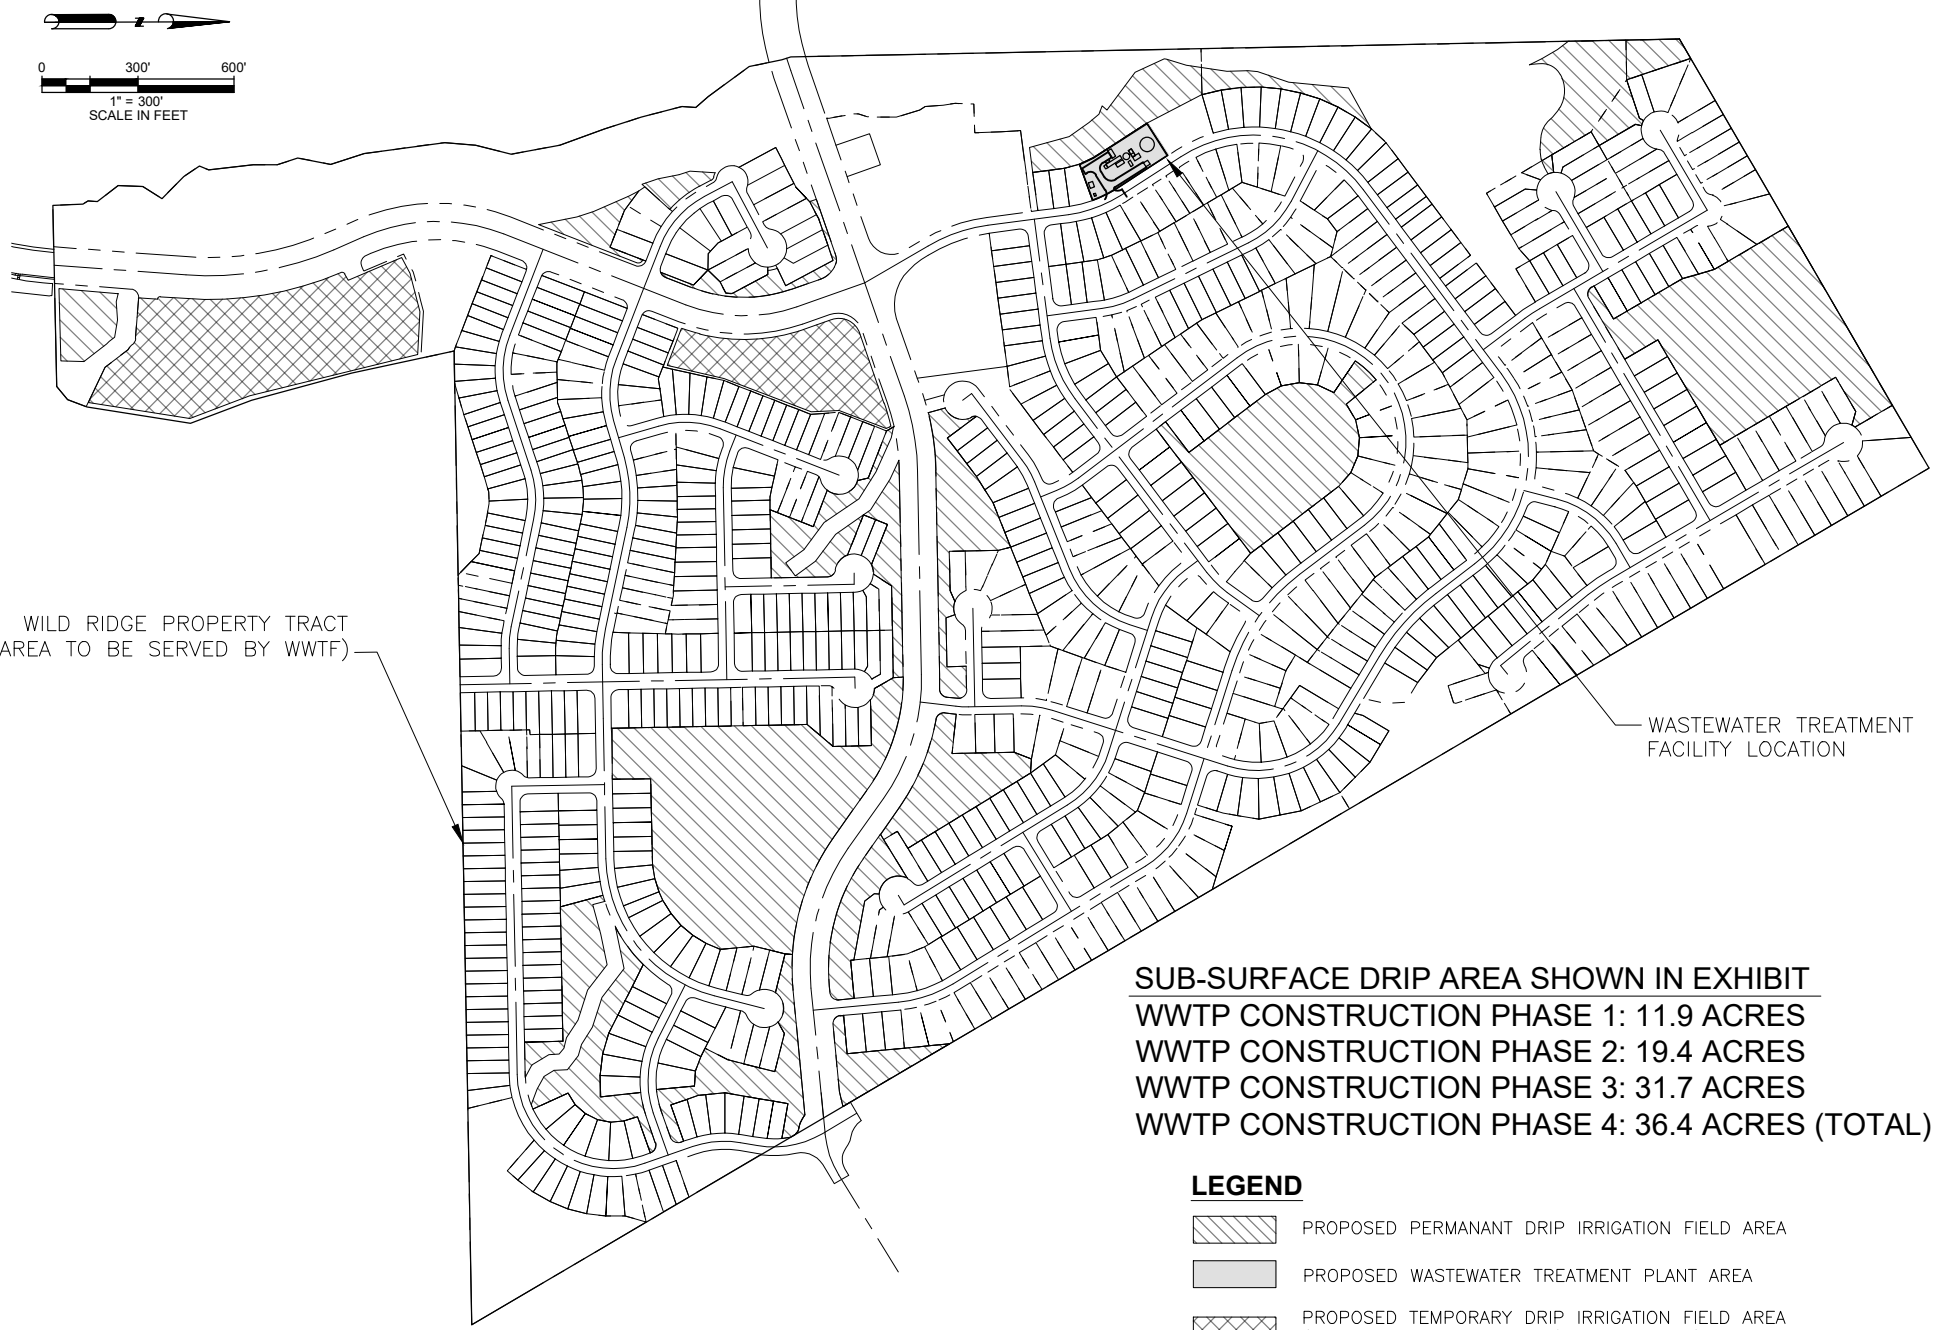 N
0 300' 600'
1" = 300'
SCALE IN FEET
WILD RIDGE PROPERTY TRACT
AREA TO BE SERVED BY WWTF)
WASTEWATER TREATMENT
FACILITY LOCATION
SUB-SURFACE DRIP AREA SHOWN IN EXHIBIT
WWTP CONSTRUCTION PHASE 1: 11.9 ACRES
WWTP CONSTRUCTION PHASE 2: 19.4 ACRES
WWTP CONSTRUCTION PHASE 3: 31.7 ACRES
WWTP CONSTRUCTION PHASE 4: 36.4 ACRES (TOTAL)
LEGEND
PROPOSED PERMANANT DRIP IRRIGATION FIELD AREA
PROPOSED WASTEWATER TREATMENT PLANT AREA
PROPOSED TEMPORARY DRIP IRRIGATION FIELD AREA